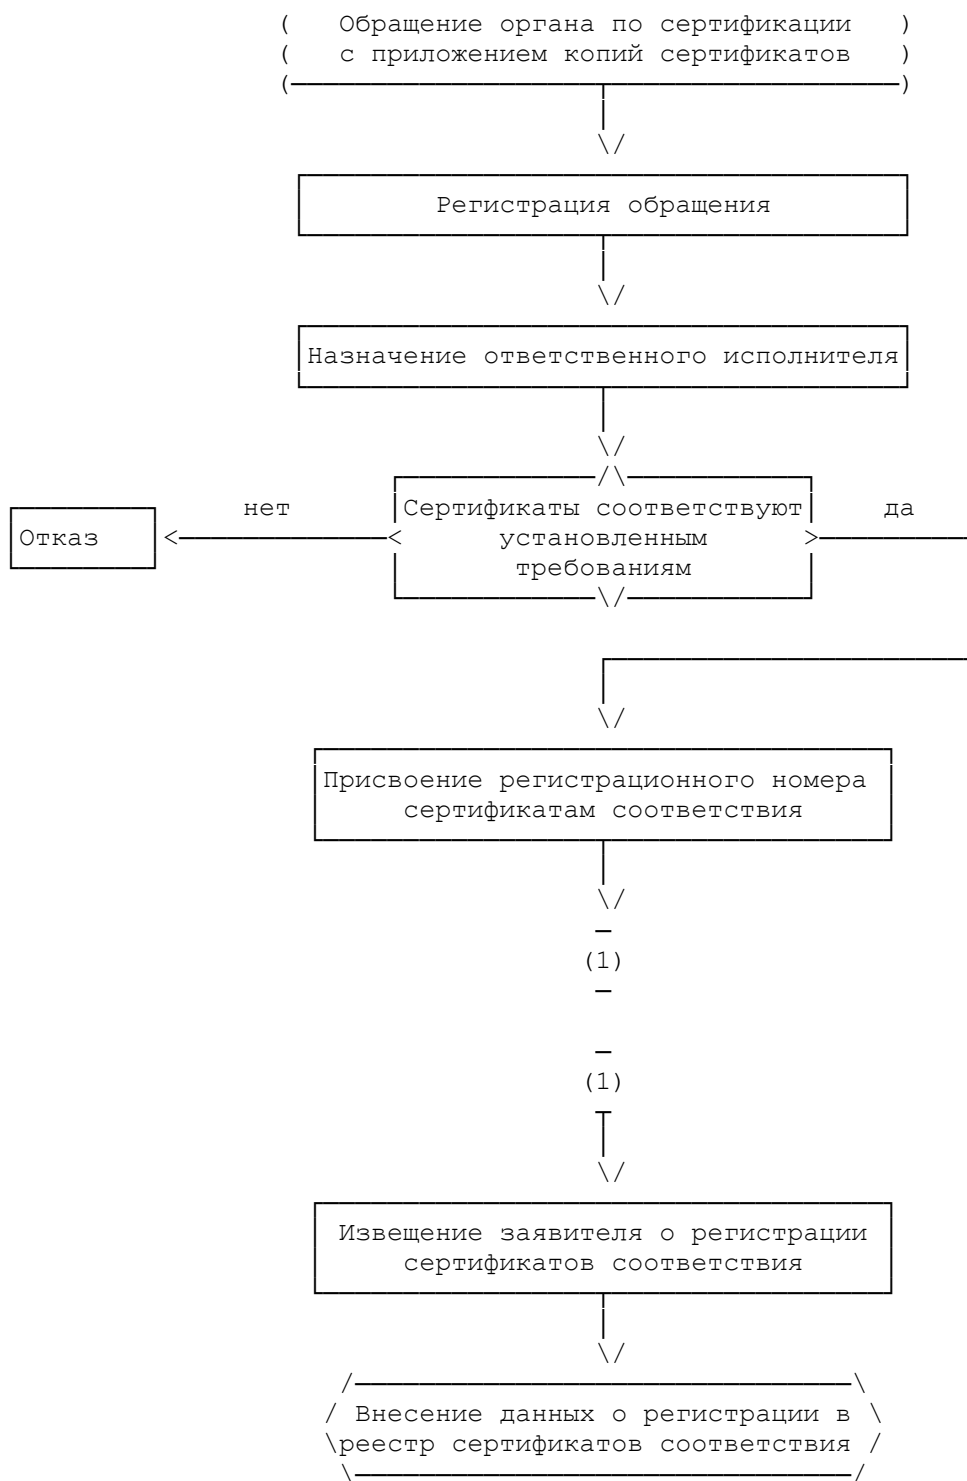 Обращение органа по сертификации
с приложением копий сертификатов
Регистрация обращения
Назначение ответственного исполнителя
нет
Сертификаты соответствуют
да
Отказ
установленным
требованиям
Присвоение регистрационного номера
сертификатам соответствия
(1)
(1)
Извещение заявителя о регистрации
сертификатов соответствия
Внесение данных о регистрации в
реестр сертификатов соответствия